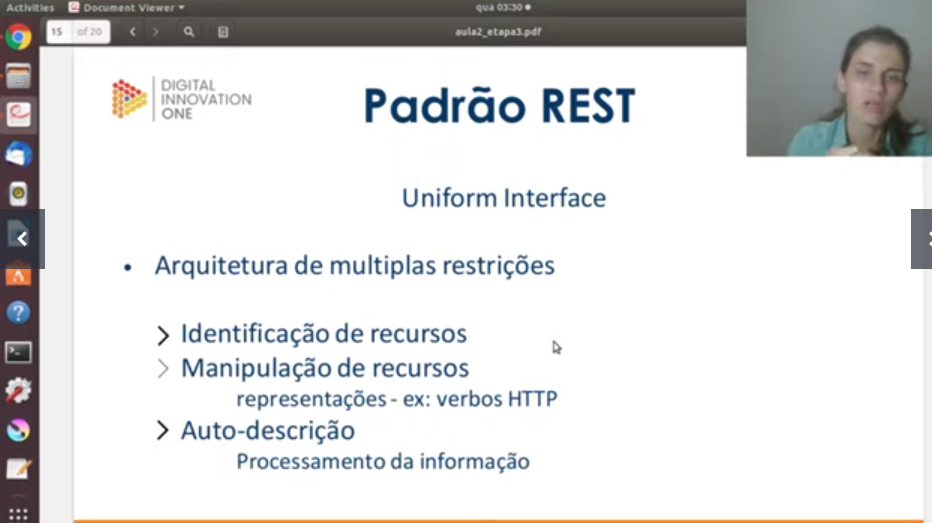 Activities Document Viewer qua 03:30
15 of 20 aula2_etapa3.pdf
DIGITAL
INNOVATION
ONE
Padrão REST
Uniform Interface
• Arquitetura de multiplas restrições
Identificação de recursos
Manipulação de recursos
representações - ex: verbos HTTP
Auto-descrição
Processamento da informação